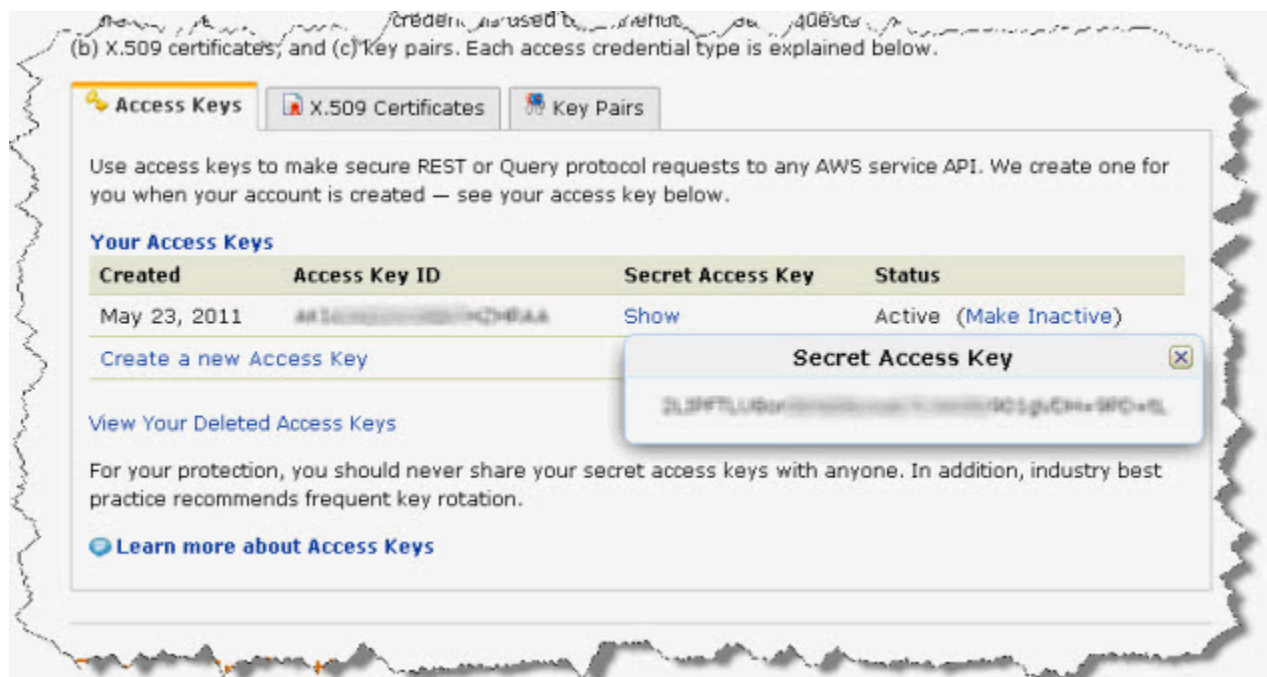 (b) X.509 certificates, and (c) key pairs. Each access credential type is explained below.
Access Keys X.509 Certificates Key Pairs
Use access keys to make secure REST or Query protocol requests to any AWS service API. We create one for
you when your account is created — see your access key below.
Your Access Keys
Created Access Key ID Secret Access Key Status
May 23, 2011 Show Active (Make Inactive)
Create a new Access Key
Secret Access Key
View Your Deleted Access Keys
For your protection, you should never share your secret access keys with anyone. In addition, industry best
practice recommends frequent key rotation.
Learn more about Access Keys